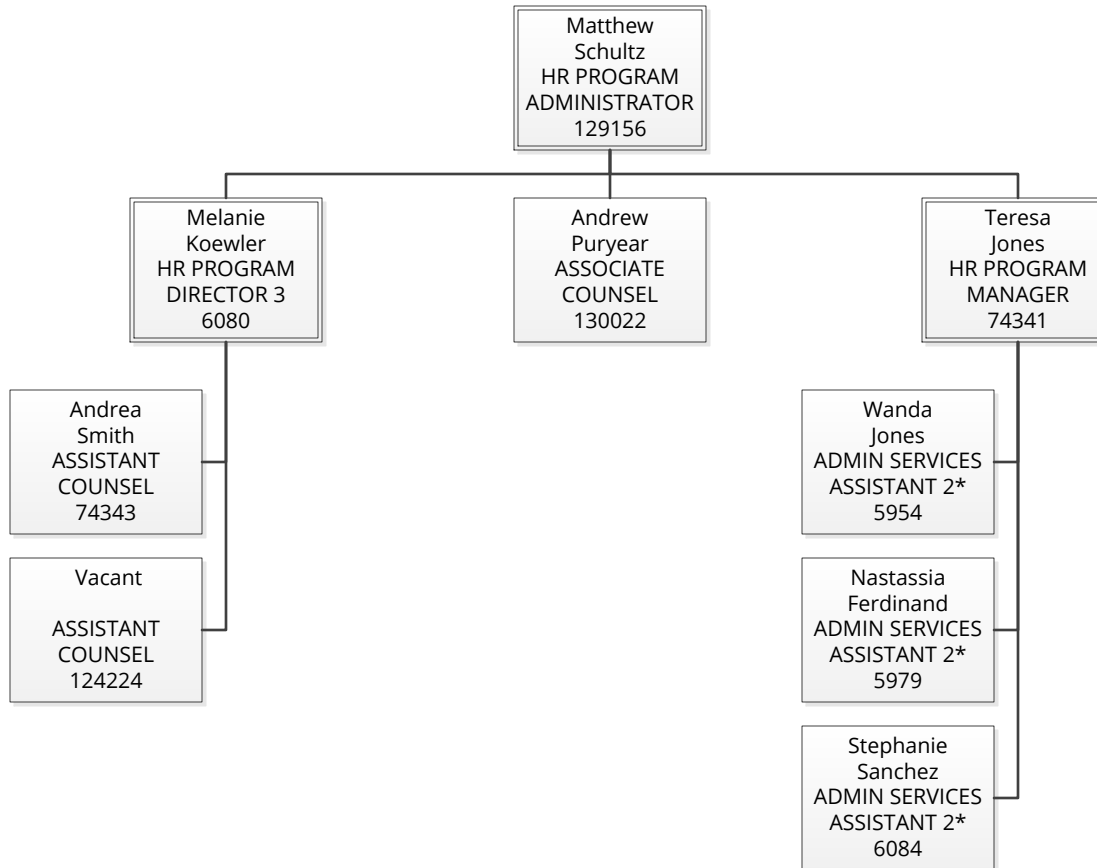 Matthew
Schultz
HR PROGRAM
ADMINISTRATOR
129156
Melanie
Koewler
HR PROGRAM
DIRECTOR 3
6080
Andrew
Puryear
ASSOCIATE
COUNSEL
130022
Teresa
Jones
HR PROGRAM
MANAGER
74341
Andrea
Smith
ASSISTANT
COUNSEL
74343
Vacant
ASSISTANT
COUNSEL
124224
Wanda
Jones
ADMIN SERVICES
ASSISTANT 2*
5954
Nastassia
Ferdinand
ADMIN SERVICES
ASSISTANT 2*
5979
Stephanie
Sanchez
ADMIN SERVICES
ASSISTANT 2*
6084